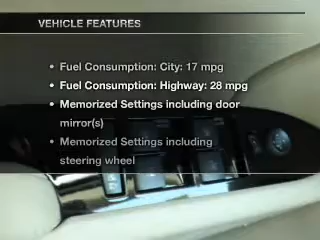 VEHICLE FEATURES
• Fuel Consumption: City: 17 mpg
• Fuel Consumption: Highway: 28 mpg
• Memorized Settings including door
mirror(s)
• Memorized Settings including
steering wheel